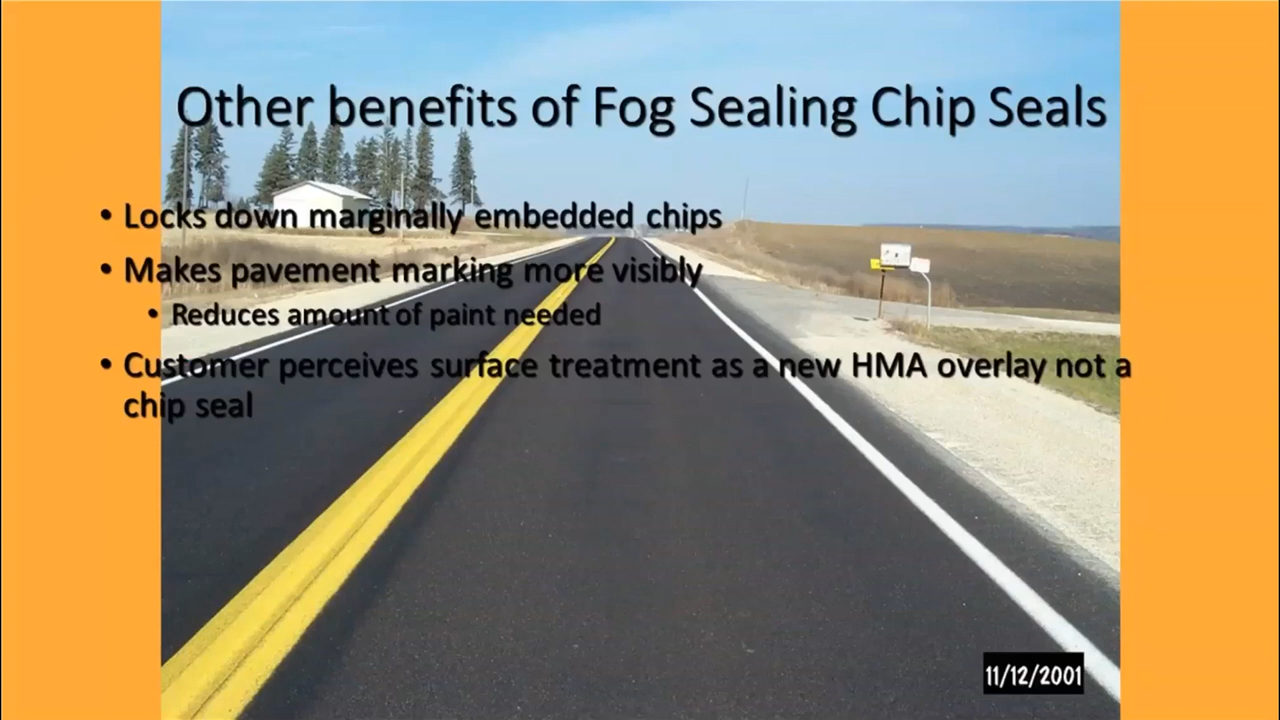 Other benefits of Fog Sealing Chip Seals
• Locks down marginally embedded chips
• Makes pavement marking more visibly
• Reduces amount of paint needed
• Customer perceives surface treatment as a new HMA overlay not a
chip seal
11/12/2001